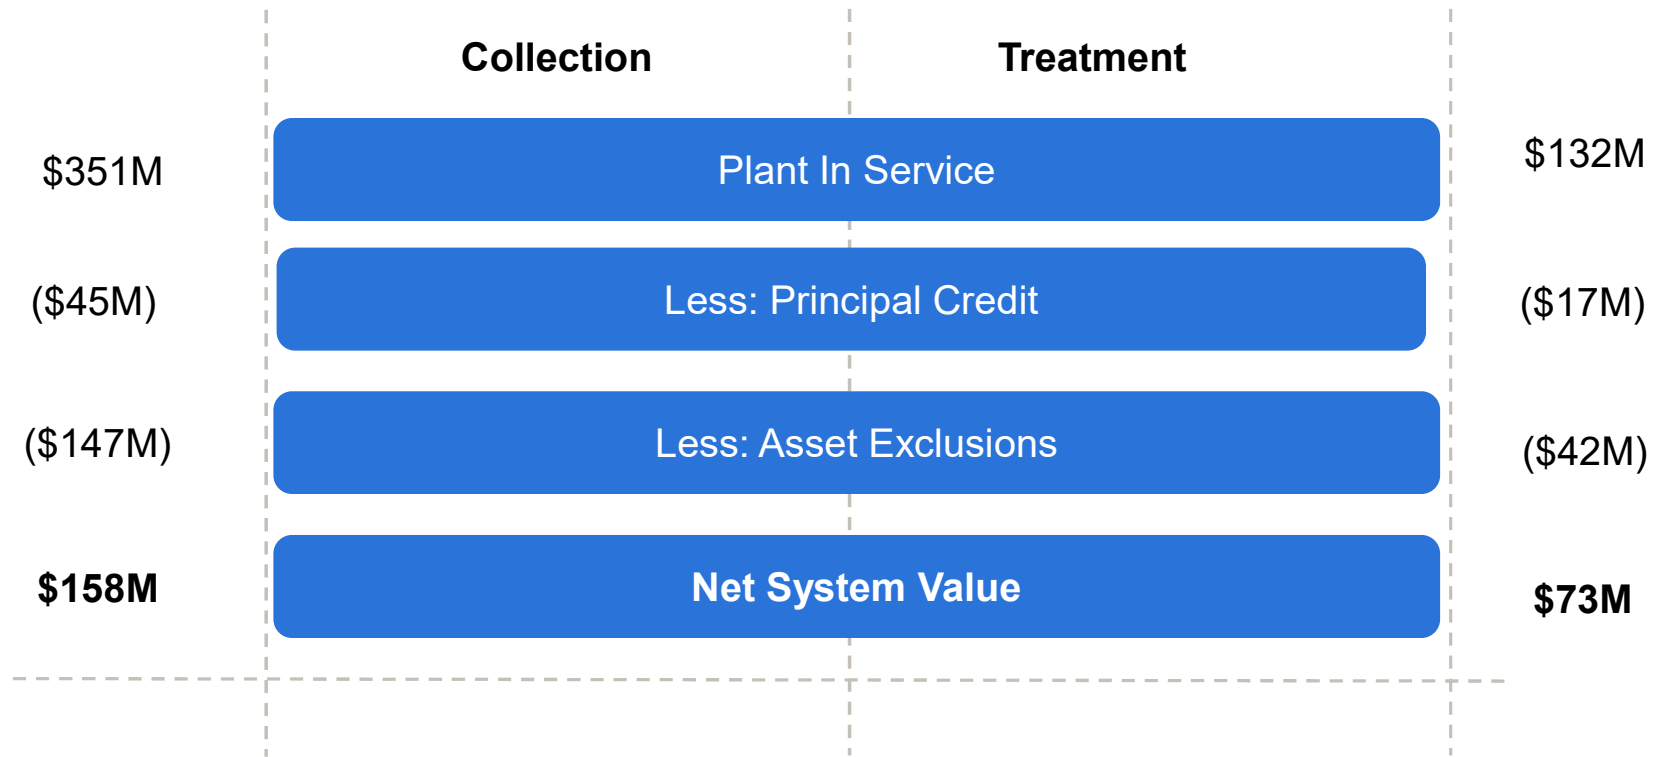 Collection
Treatment
$351M
Plant In Service
$132M
($45M)
Less: Principal Credit
($17M)
($147M)
Less: Asset Exclusions
($42M)
$158M
Net System Value
$73M